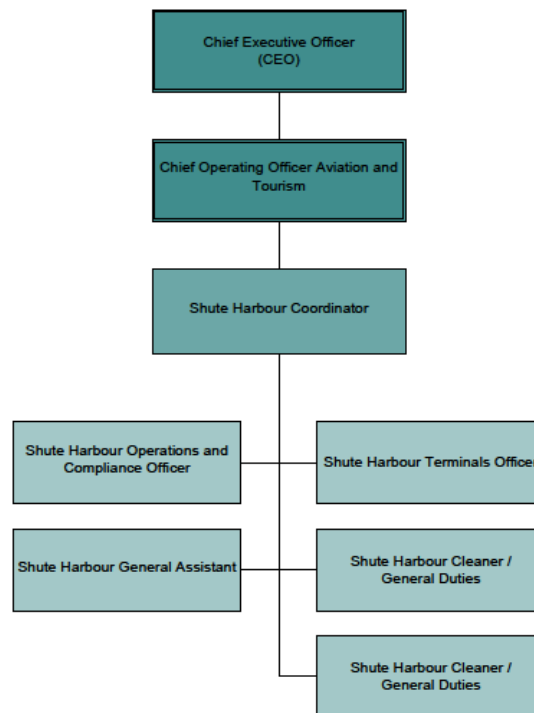 Chief Executive Officer
(CEO)
Chief Operating Officer Aviation and
Tourism
Shute Harbour Coordinator
Shute Harbour Operations and
Compliance Officer
Shute Harbour Terminals Officer
Shute Harbour General Assistant
Shute Harbour Cleaner /
General Duties
Shute Harbour Cleaner /
General Duties